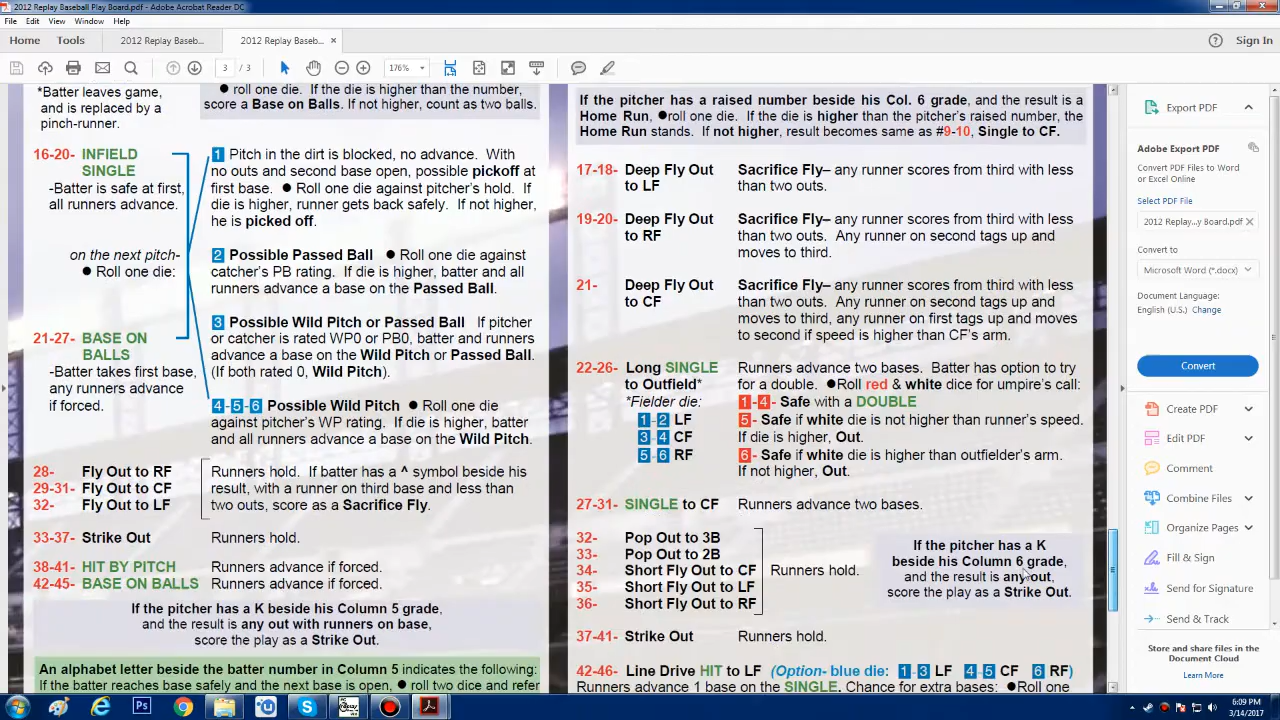 2012 Replay Baseball Play Board.pdf - Adobe Acrobat Reader DC
File Edit View Window Help
Home Tools 2012 Replay Baseb... 2012 Replay Baseb... × Sign In
3 / 3 176%
*Batter leaves game,
and is replaced by a
pinch-runner.
● roll one die. If the die is higher than the number,
score a Base on Balls. If not higher, count as two balls.
16-20- INFIELD
SINGLE
-Batter is safe at first,
all runners advance.
on the next pitch-
● Roll one die:
21-27- BASE ON
BALLS
-Batter takes first base,
any runners advance
if forced.
1 Pitch in the dirt is blocked, no advance. With
no outs and second base open, possible pickoff at
first base. ● Roll one die against pitcher's hold. If
die is higher, runner gets back safely. If not higher,
he is picked off.
2 Possible Passed Ball ● Roll one die against
catcher's PB rating. If die is higher, batter and all
runners advance a base on the Passed Ball.
3 Possible Wild Pitch or Passed Ball If pitcher
or catcher is rated WP0 or PB0, batter and runners
advance a base on the Wild Pitch or Passed Ball.
(If both rated 0, Wild Pitch).
4-5-6 Possible Wild Pitch ● Roll one die
against pitcher's WP rating. If die is higher, batter
and all runners advance a base on the Wild Pitch.
28- Fly Out to RF
29-31- Fly Out to CF
32- Fly Out to LF
Runners hold. If batter has a ^ symbol beside his
result, with a runner on third base and less than
two outs, score as a Sacrifice Fly.
33-37- Strike Out Runners hold.
38-41- HIT BY PITCH Runners advance if forced.
42-45- BASE ON BALLS Runners advance if forced.
If the pitcher has a K beside his Column 5 grade,
and the result is any out with runners on base,
score the play as a Strike Out.
An alphabet letter beside the batter number in Column 5 indicates the following:
If the batter reaches base safely and the next base is open, ● roll two dice and refer
If the pitcher has a raised number beside his Col. 6 grade, and the result is a
Home Run, ●roll one die. If the die is higher than the pitcher's raised number, the
Home Run stands. If not higher, result becomes same as #9-10, Single to CF.
17-18- Deep Fly Out
to LF
Sacrifice Fly– any runner scores from third with less
than two outs.
19-20- Deep Fly Out
to RF
Sacrifice Fly– any runner scores from third with less
than two outs. Any runner on second tags up and
moves to third.
21- Deep Fly Out
to CF
Sacrifice Fly– any runner scores from third with less
than two outs. Any runner on second tags up and
moves to third, any runner on first tags up and moves
to second if speed is higher than CF's arm.
22-26- Long SINGLE
to Outfield*
*Fielder die:
1-2 LF
3-4 CF
5-6 RF
Runners advance two bases. Batter has option to try
for a double. ●Roll red & white dice for umpire's call:
1-4- Safe with a DOUBLE
5- Safe if white die is not higher than runner's speed.
If die is higher, Out.
6- Safe if white die is higher than outfielder's arm.
If not higher, Out.
27-31- SINGLE to CF Runners advance two bases.
32- Pop Out to 3B
33- Pop Out to 2B
34- Short Fly Out to CF
35- Short Fly Out to LF
36- Short Fly Out to RF
Runners hold.
If the pitcher has a K
beside his Column 6 grade,
and the result is any out,
score the play as a Strike Out.
37-41- Strike Out Runners hold.
42-46- Line Drive HIT to LF (Option- blue die: 1-3 LF 4-5 CF 6 RF)
Runners advance 1 base on the SINGLE. Chance for extra bases: ●Roll one
Export PDF
Adobe Export PDF
Convert PDF Files to Word
or Excel Online
Select PDF File
2012 Replay...y Board.pdf ×
Convert to
Microsoft Word (*.docx)
Document Language:
English (U.S.) Change
Convert
Create PDF
Edit PDF
Comment
Combine Files
Organize Pages
Fill & Sign
Send for Signature
Send & Track
Store and share files in the
Document Cloud
Learn More
6:09 PM
3/14/2017